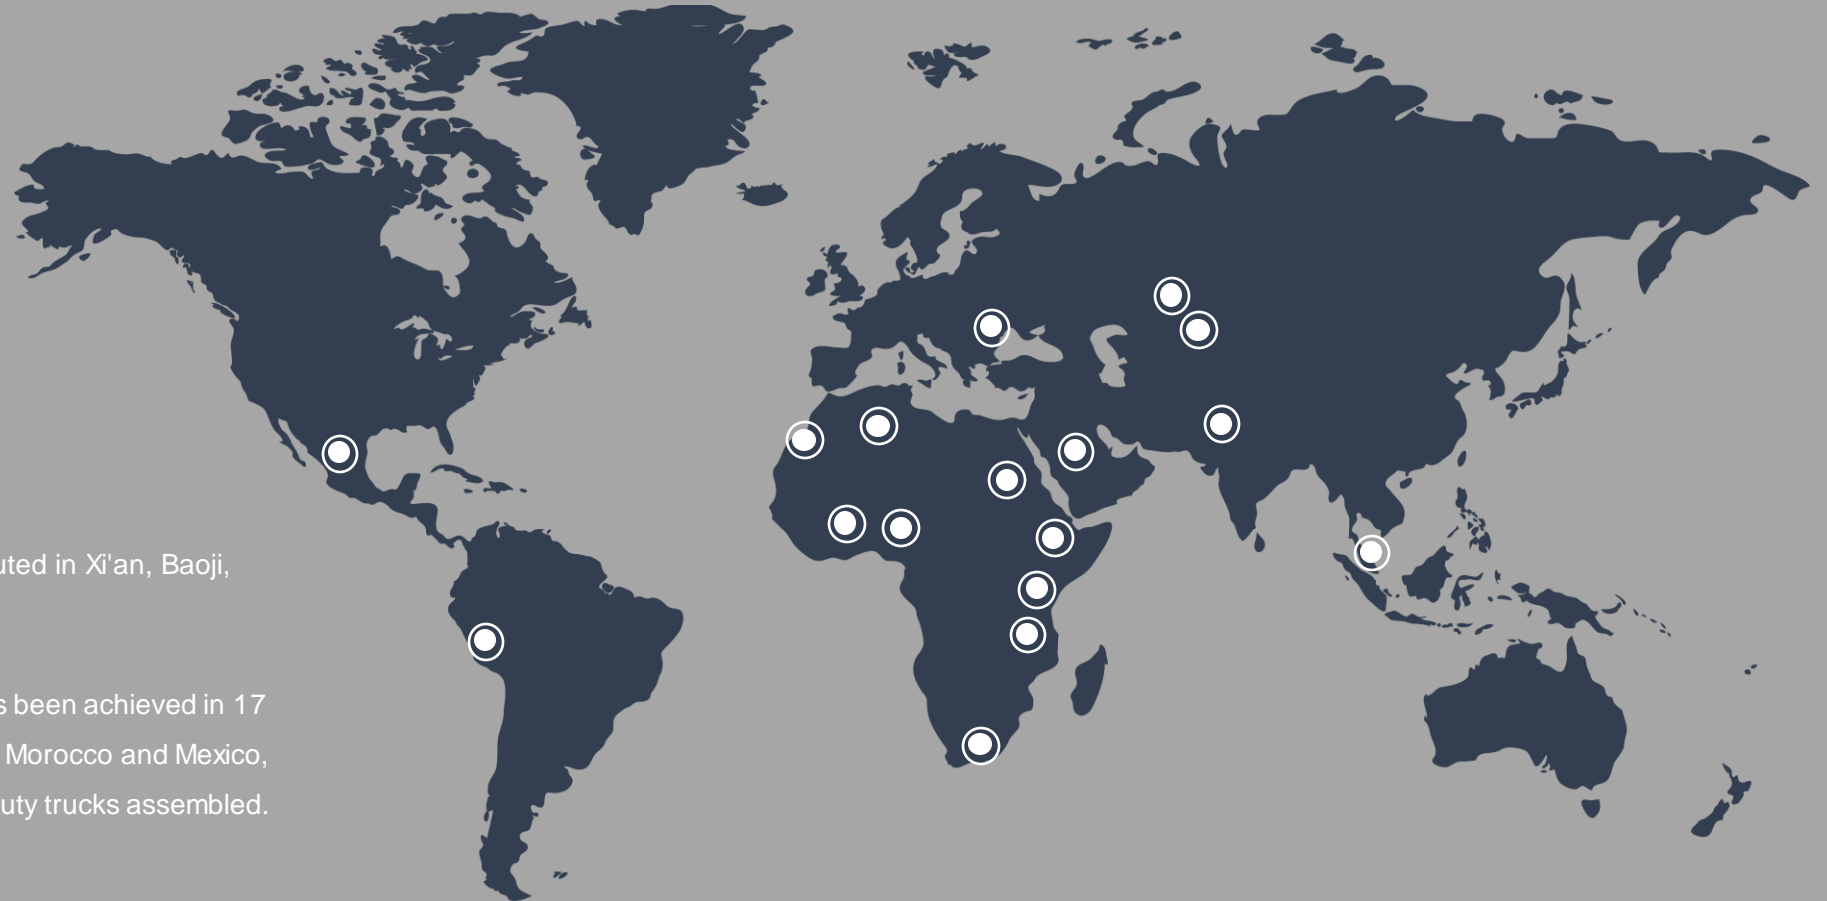 uted in Xi'an, Baoji,
s been achieved in 17
Morocco and Mexico,
uty trucks assembled.